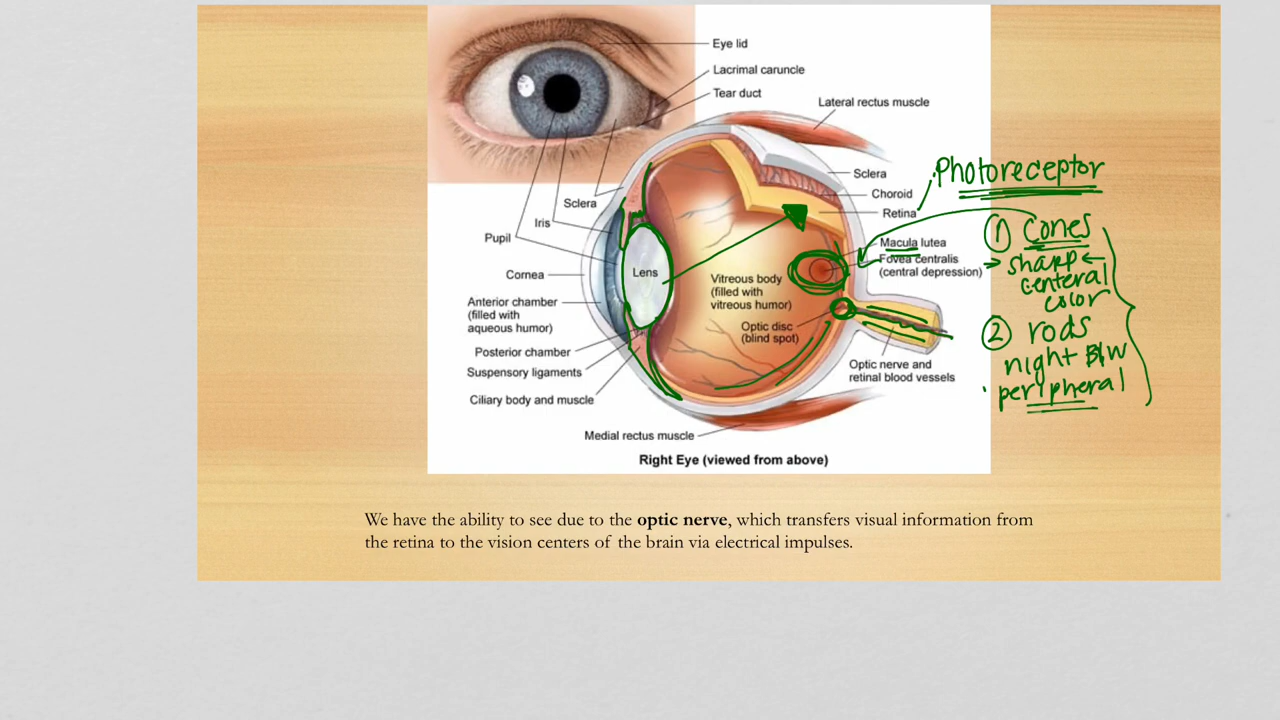 Eye lid
Lacrimal caruncle
Tear duct
Lateral rectus muscle
Sclera
Choroid
Retina
Macula lutea
Fovea centralis
(central depression)
Sclera
Iris
Pupil
Cornea
Anterior chamber
(filled with
aqueous humor)
Posterior chamber
Suspensory ligaments
Ciliary body and muscle
Lens
Vitreous body
(filled with
vitreous humor)
Optic disc
(blind spot)
Optic nerve and
retinal blood vessels
Medial rectus muscle
Right Eye (viewed from above)
Photoreceptor
1 Cones
sharp
centeral
color
2 rods
night B/W
peripheral
We have the ability to see due to the optic nerve, which transfers visual information from
the retina to the vision centers of the brain via electrical impulses.